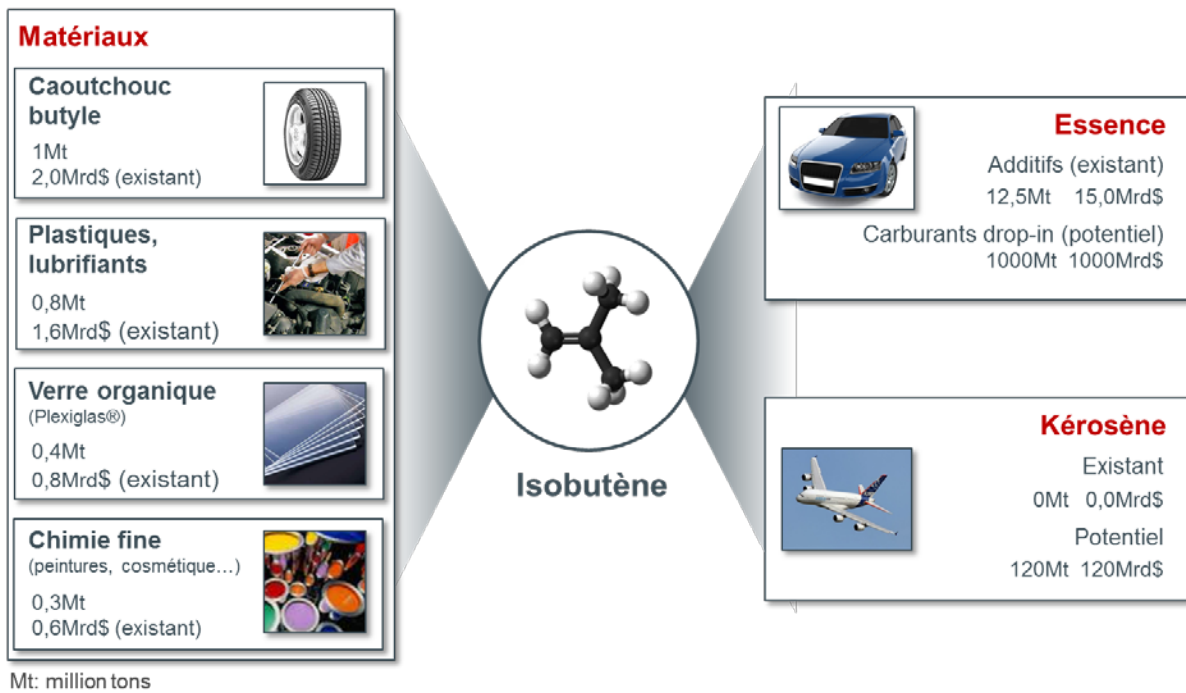 Matériaux
Caoutchouc
butyle
1Mt
2,0Mrd$ (existant)
Plastiques,
lubrifiants
0,8Mt
1,6Mrd$ (existant)
Verre organique
(Plexiglas®)
0,4Mt
0,8Mrd$ (existant)
Chimie fine
(peintures, cosmétique…)
0,3Mt
0,6Mrd$ (existant)
Mt: million tons
Isobutène
Essence
Additifs (existant)
12,5Mt 15,0Mrd$
Carburants drop-in (potentiel)
1000Mt 1000Mrd$
Kérosène
Existant
0Mt 0,0Mrd$
Potentiel
120Mt 120Mrd$